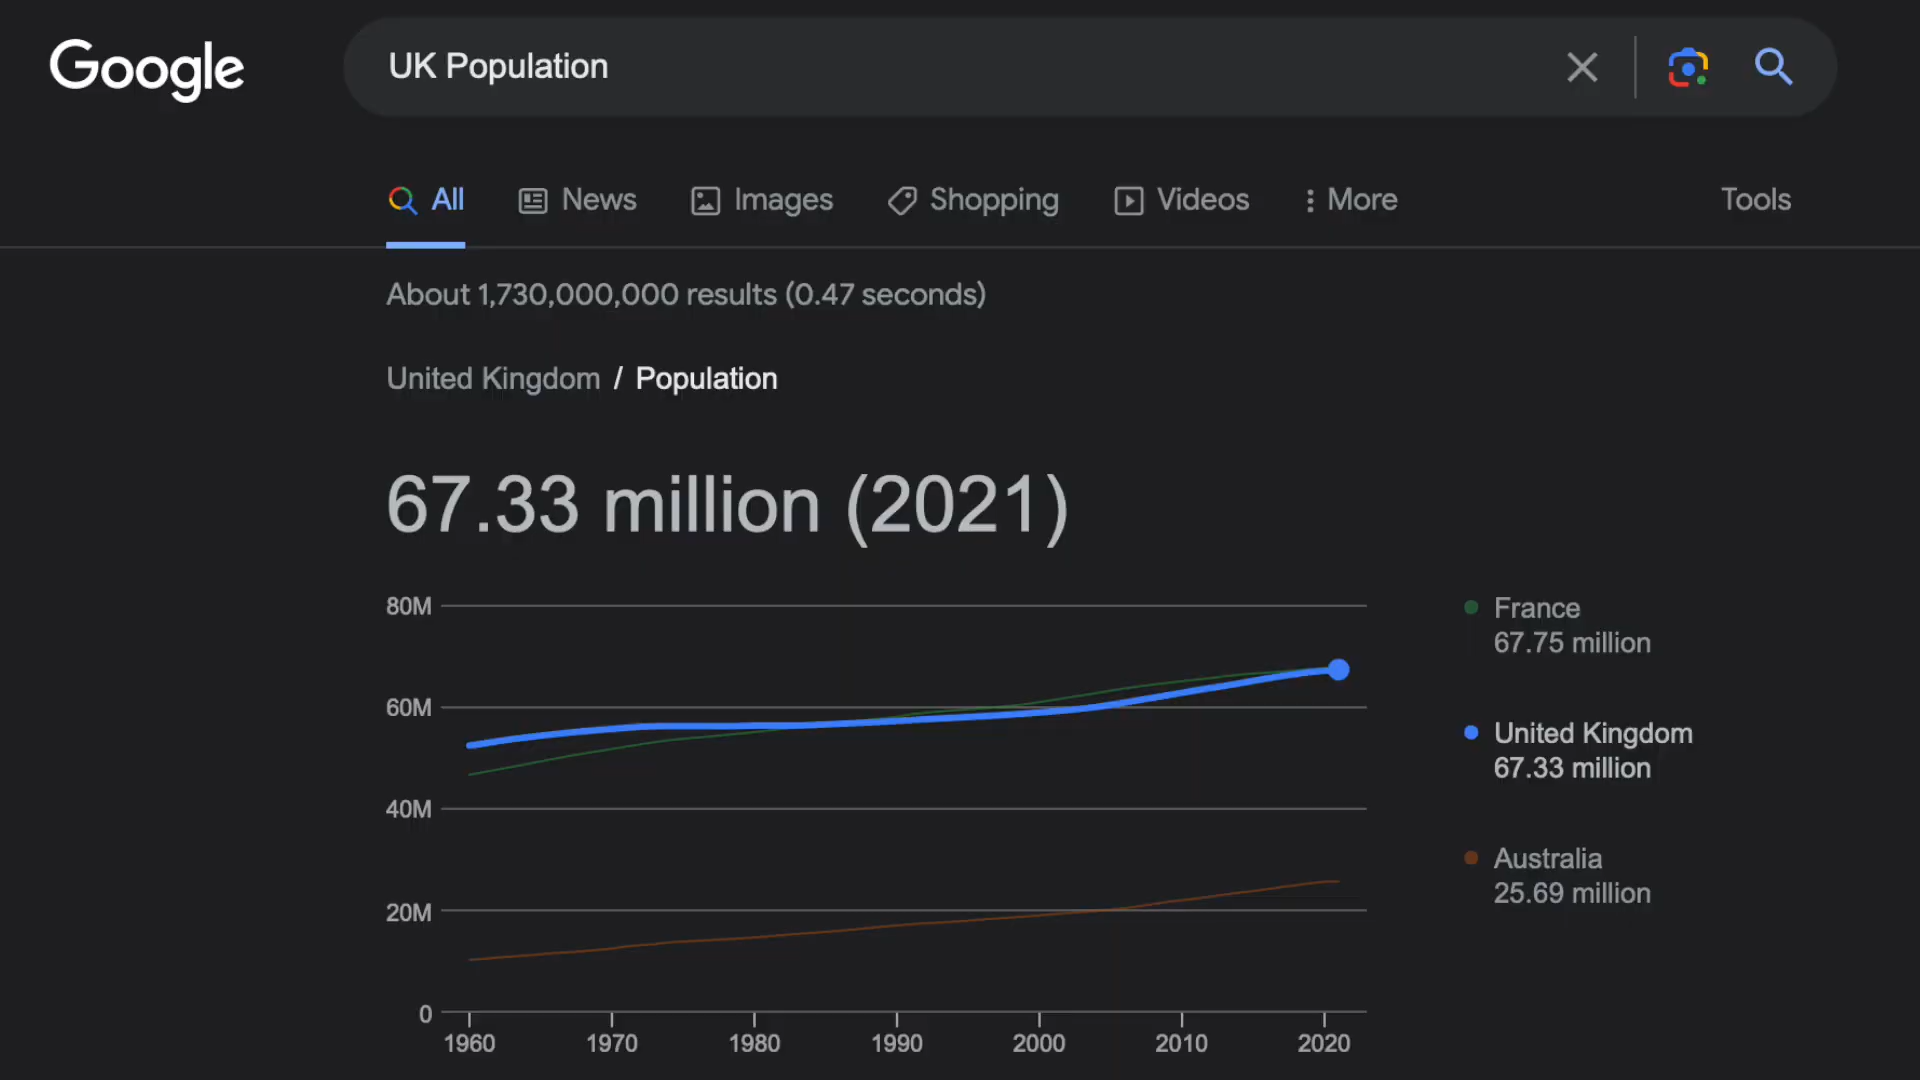 Google
UK Population
All News Images Shopping Videos More Tools
About 1,730,000,000 results (0.47 seconds)
United Kingdom / Population
67.33 million (2021)
80M
60M
40M
20M
0
1960 1970 1980 1990 2000 2010 2020
France
67.75 million
United Kingdom
67.33 million
Australia
25.69 million